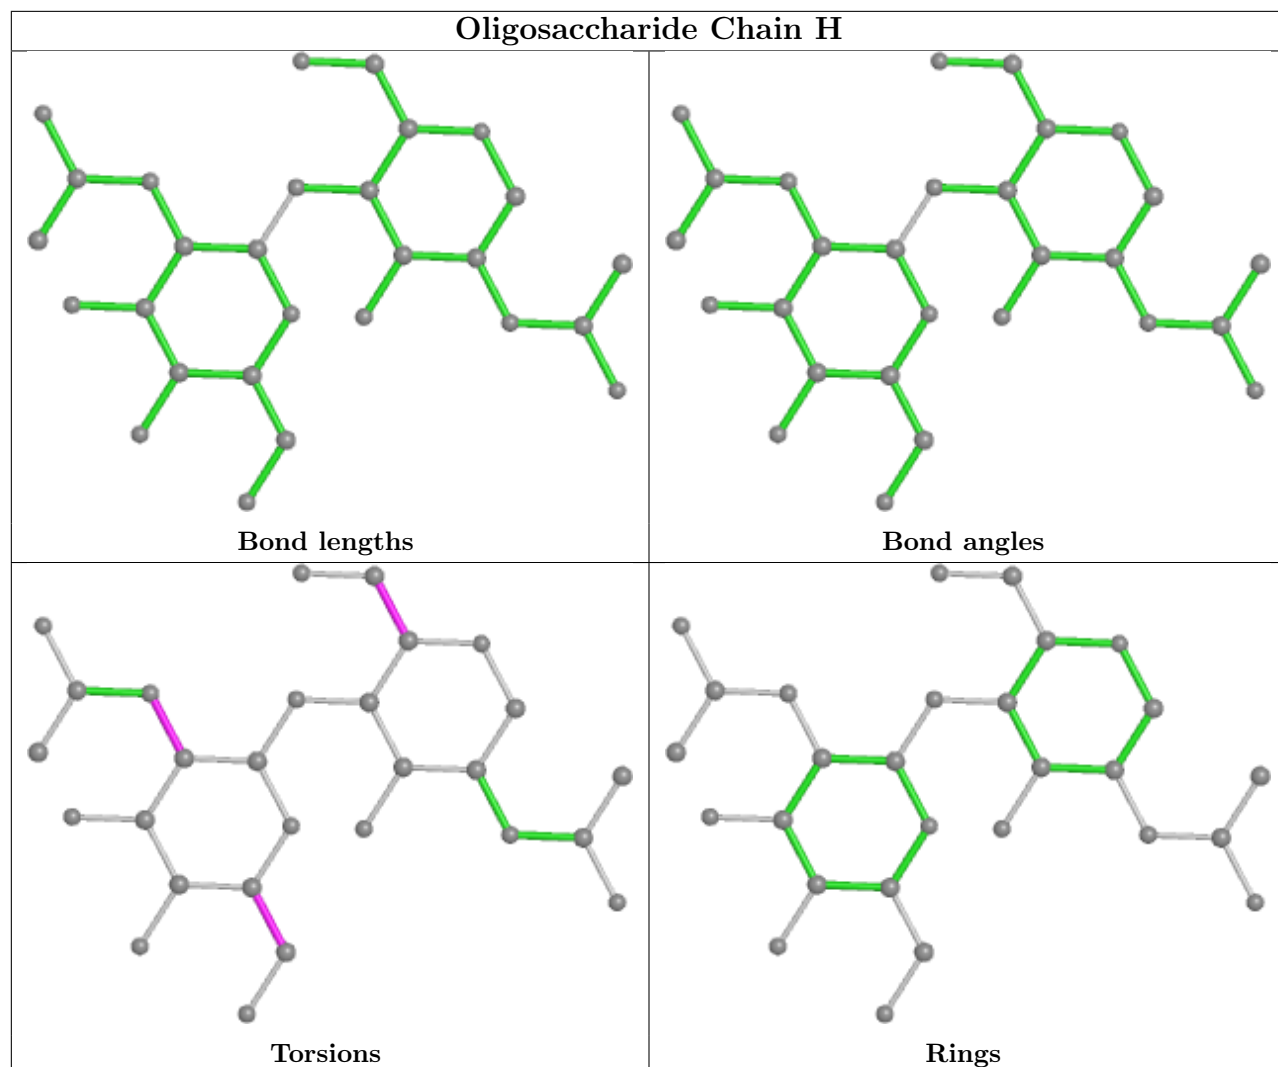 Oligosaccharide Chain H
Bond lengths
Bond angles
Torsions
Rings